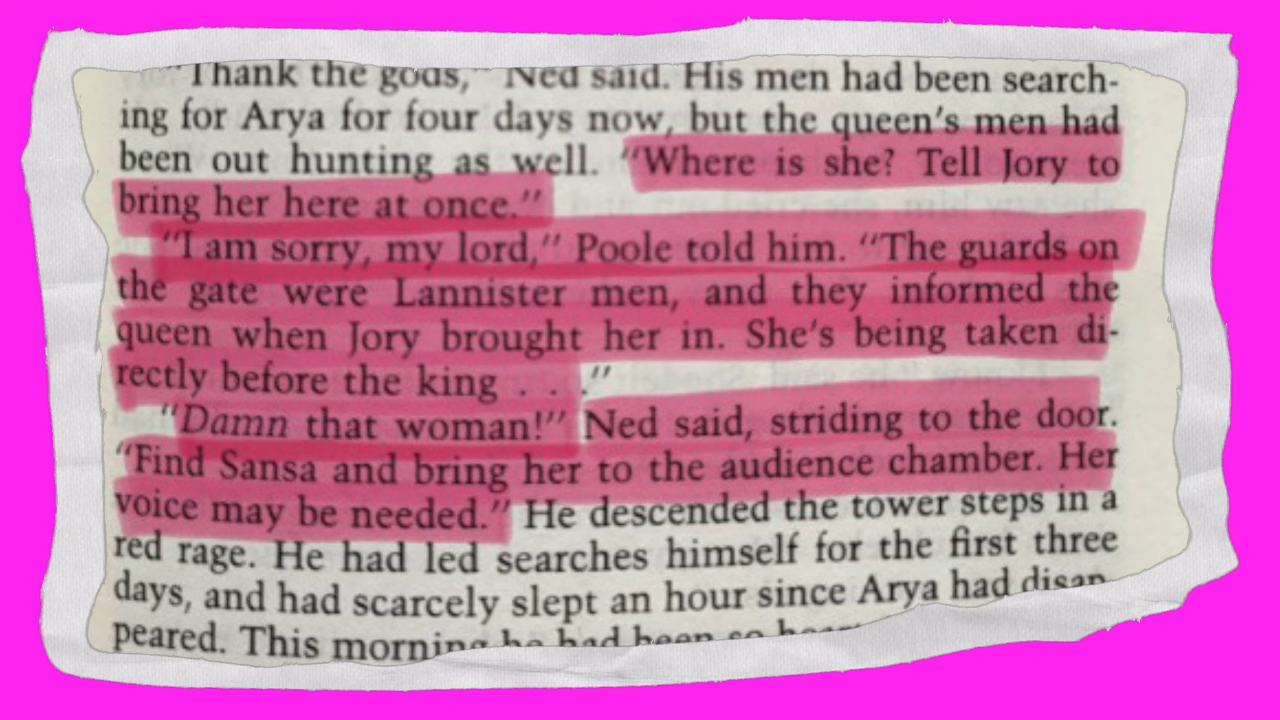 "Thank the gods," Ned said. His men had been search-
ing for Arya for four days now, but the queen's men had
been out hunting as well. "Where is she? Tell Jory to
bring her here at once."
"I am sorry, my lord," Poole told him. "The guards on
the gate were Lannister men, and they informed the
queen when Jory brought her in. She's being taken di-
rectly before the king . . ."
"Damn that woman!" Ned said, striding to the door.
"Find Sansa and bring her to the audience chamber. Her
voice may be needed." He descended the tower steps in a
red rage. He had led searches himself for the first three
days, and had scarcely slept an hour since Arya had disap-
peared. This morning he had been so